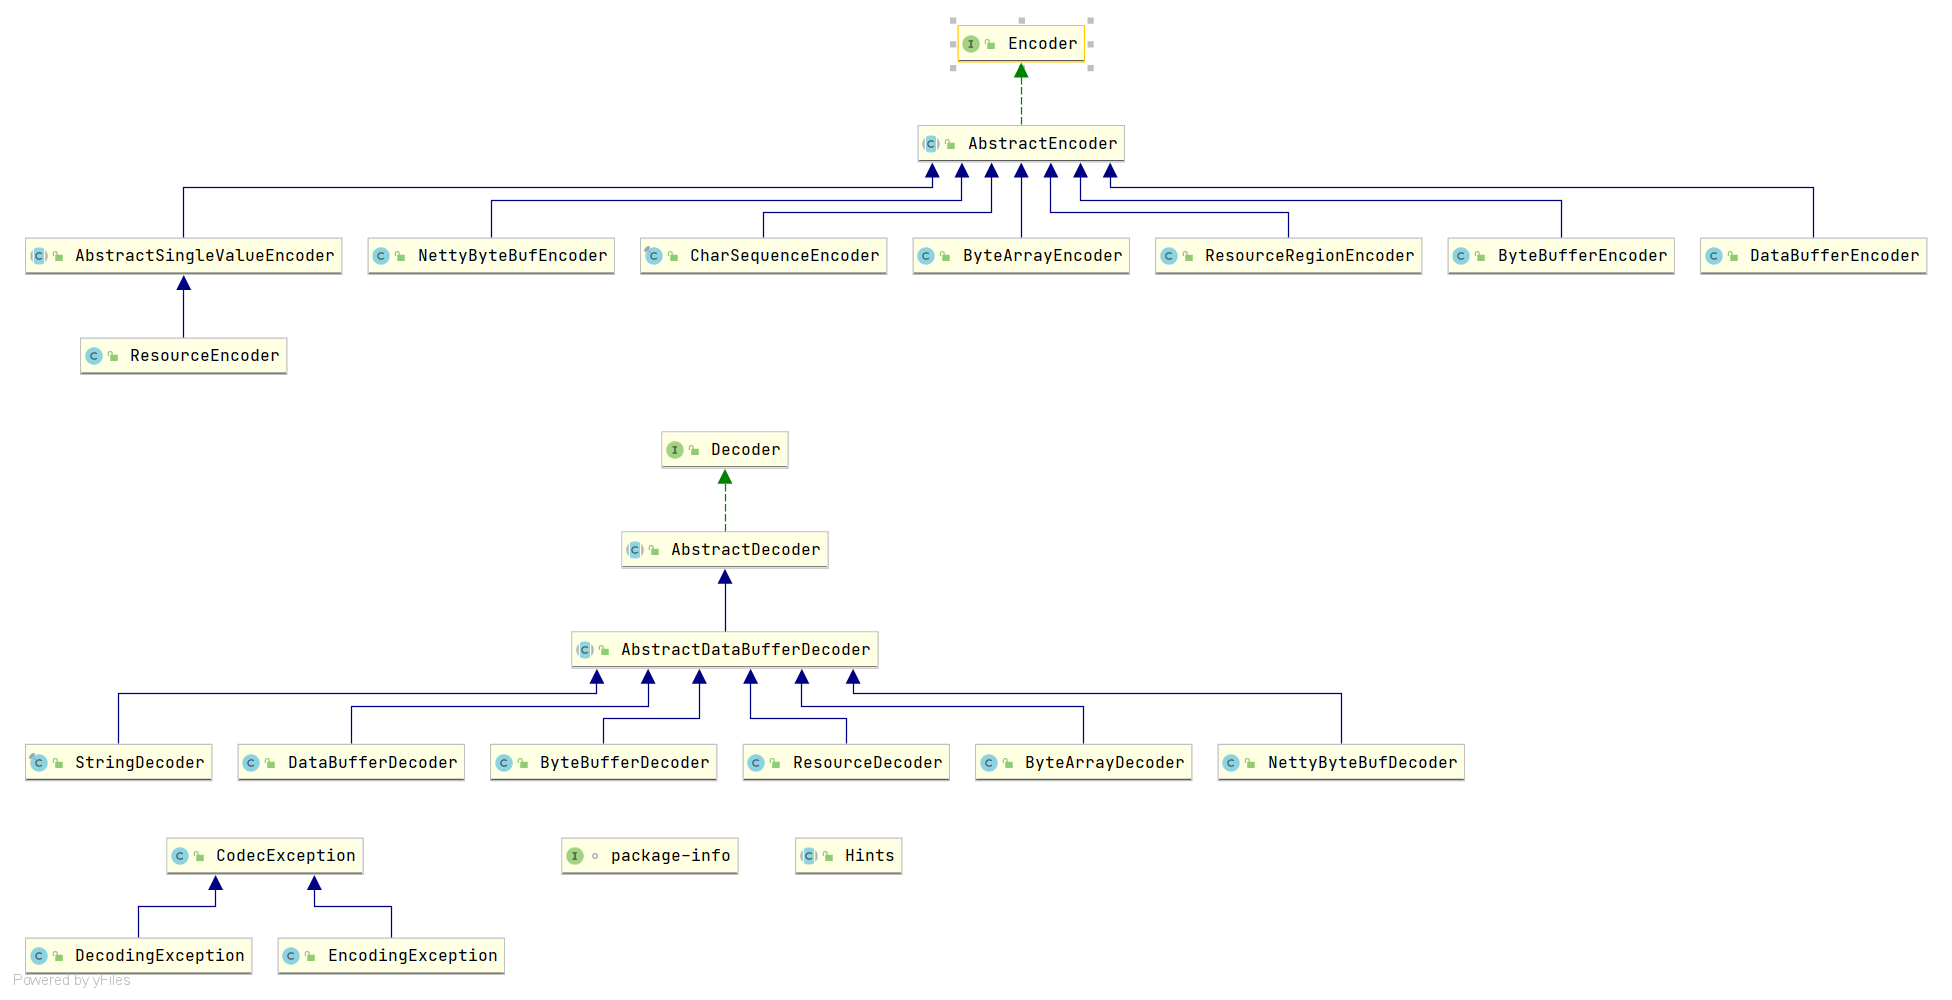 Encoder
AbstractEncoder
AbstractSingleValueEncoder
NettyByteBufEncoder
CharSequenceEncoder
ByteArrayEncoder
ResourceRegionEncoder
ByteBufferEncoder
DataBufferEncoder
ResourceEncoder
Decoder
AbstractDecoder
AbstractDataBufferDecoder
StringDecoder
DataBufferDecoder
ByteBufferDecoder
ResourceDecoder
ByteArrayDecoder
NettyByteBufDecoder
CodecException
package-info
Hints
DecodingException
EncodingException
Powered by yFiles